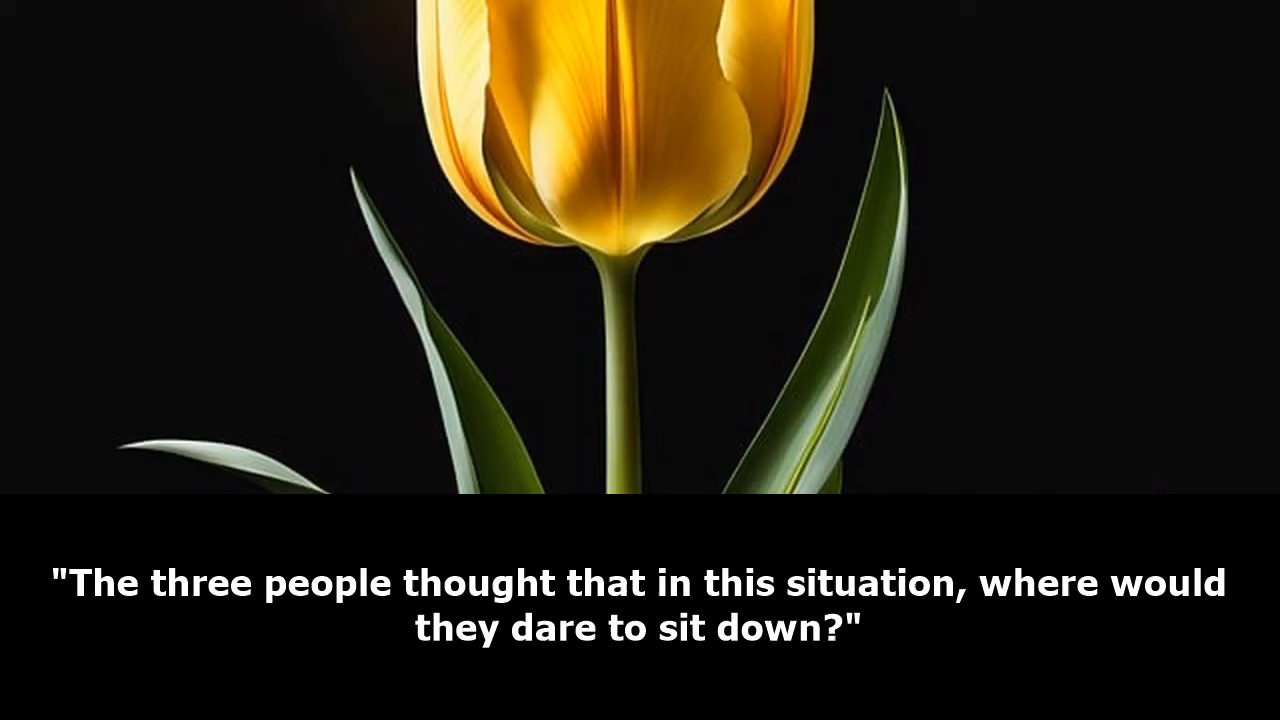 "The three people thought that in this situation, where would
they dare to sit down?"